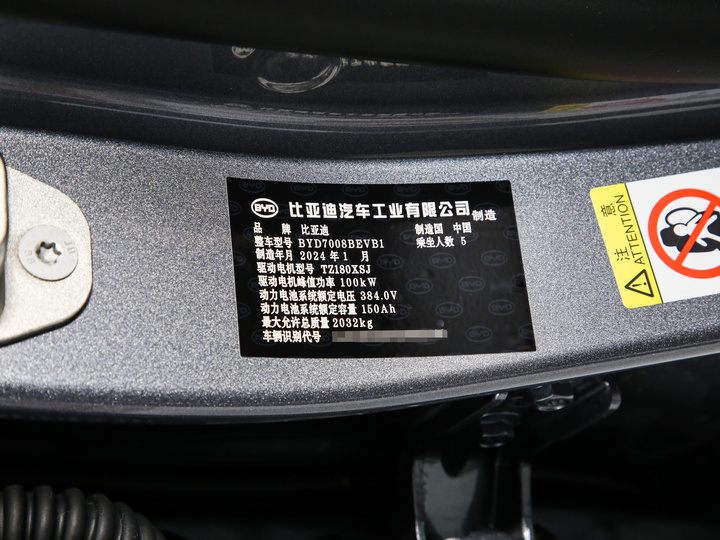 BYD 比亚迪汽车工业有限公司 制造
品 牌 比亚迪 制造国 中国
整车型号 BYD7008BEVB1 乘坐人数 5
制造年月 2024 年 1 月
驱动电机型号 TZ180XSJ
驱动电机峰值功率 100kW
动力电池系统额定电压 384.0V
动力电池系统额定容量 150Ah
最大允许总质量 2032kg
车辆识别代号
注意
ATTENTION